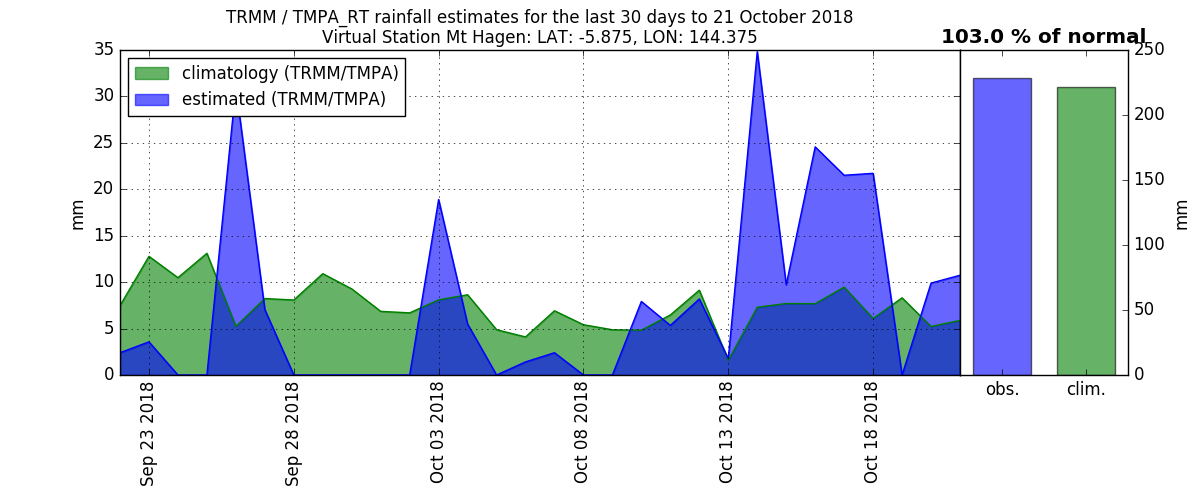 TRMM / TMPA_RT rainfall estimates for the last 30 days to 21 October 2018
Virtual Station Mt Hagen: LAT: -5.875, LON: 144.375
103.0 % of normal
climatology (TRMM/TMPA)
estimated (TRMM/TMPA)
35
30
25
20
15
10
5
0
mm
Sep 23 2018
Sep 28 2018
Oct 03 2018
Oct 08 2018
Oct 13 2018
Oct 18 2018
250
200
150
100
50
0
mm
obs.
clim.